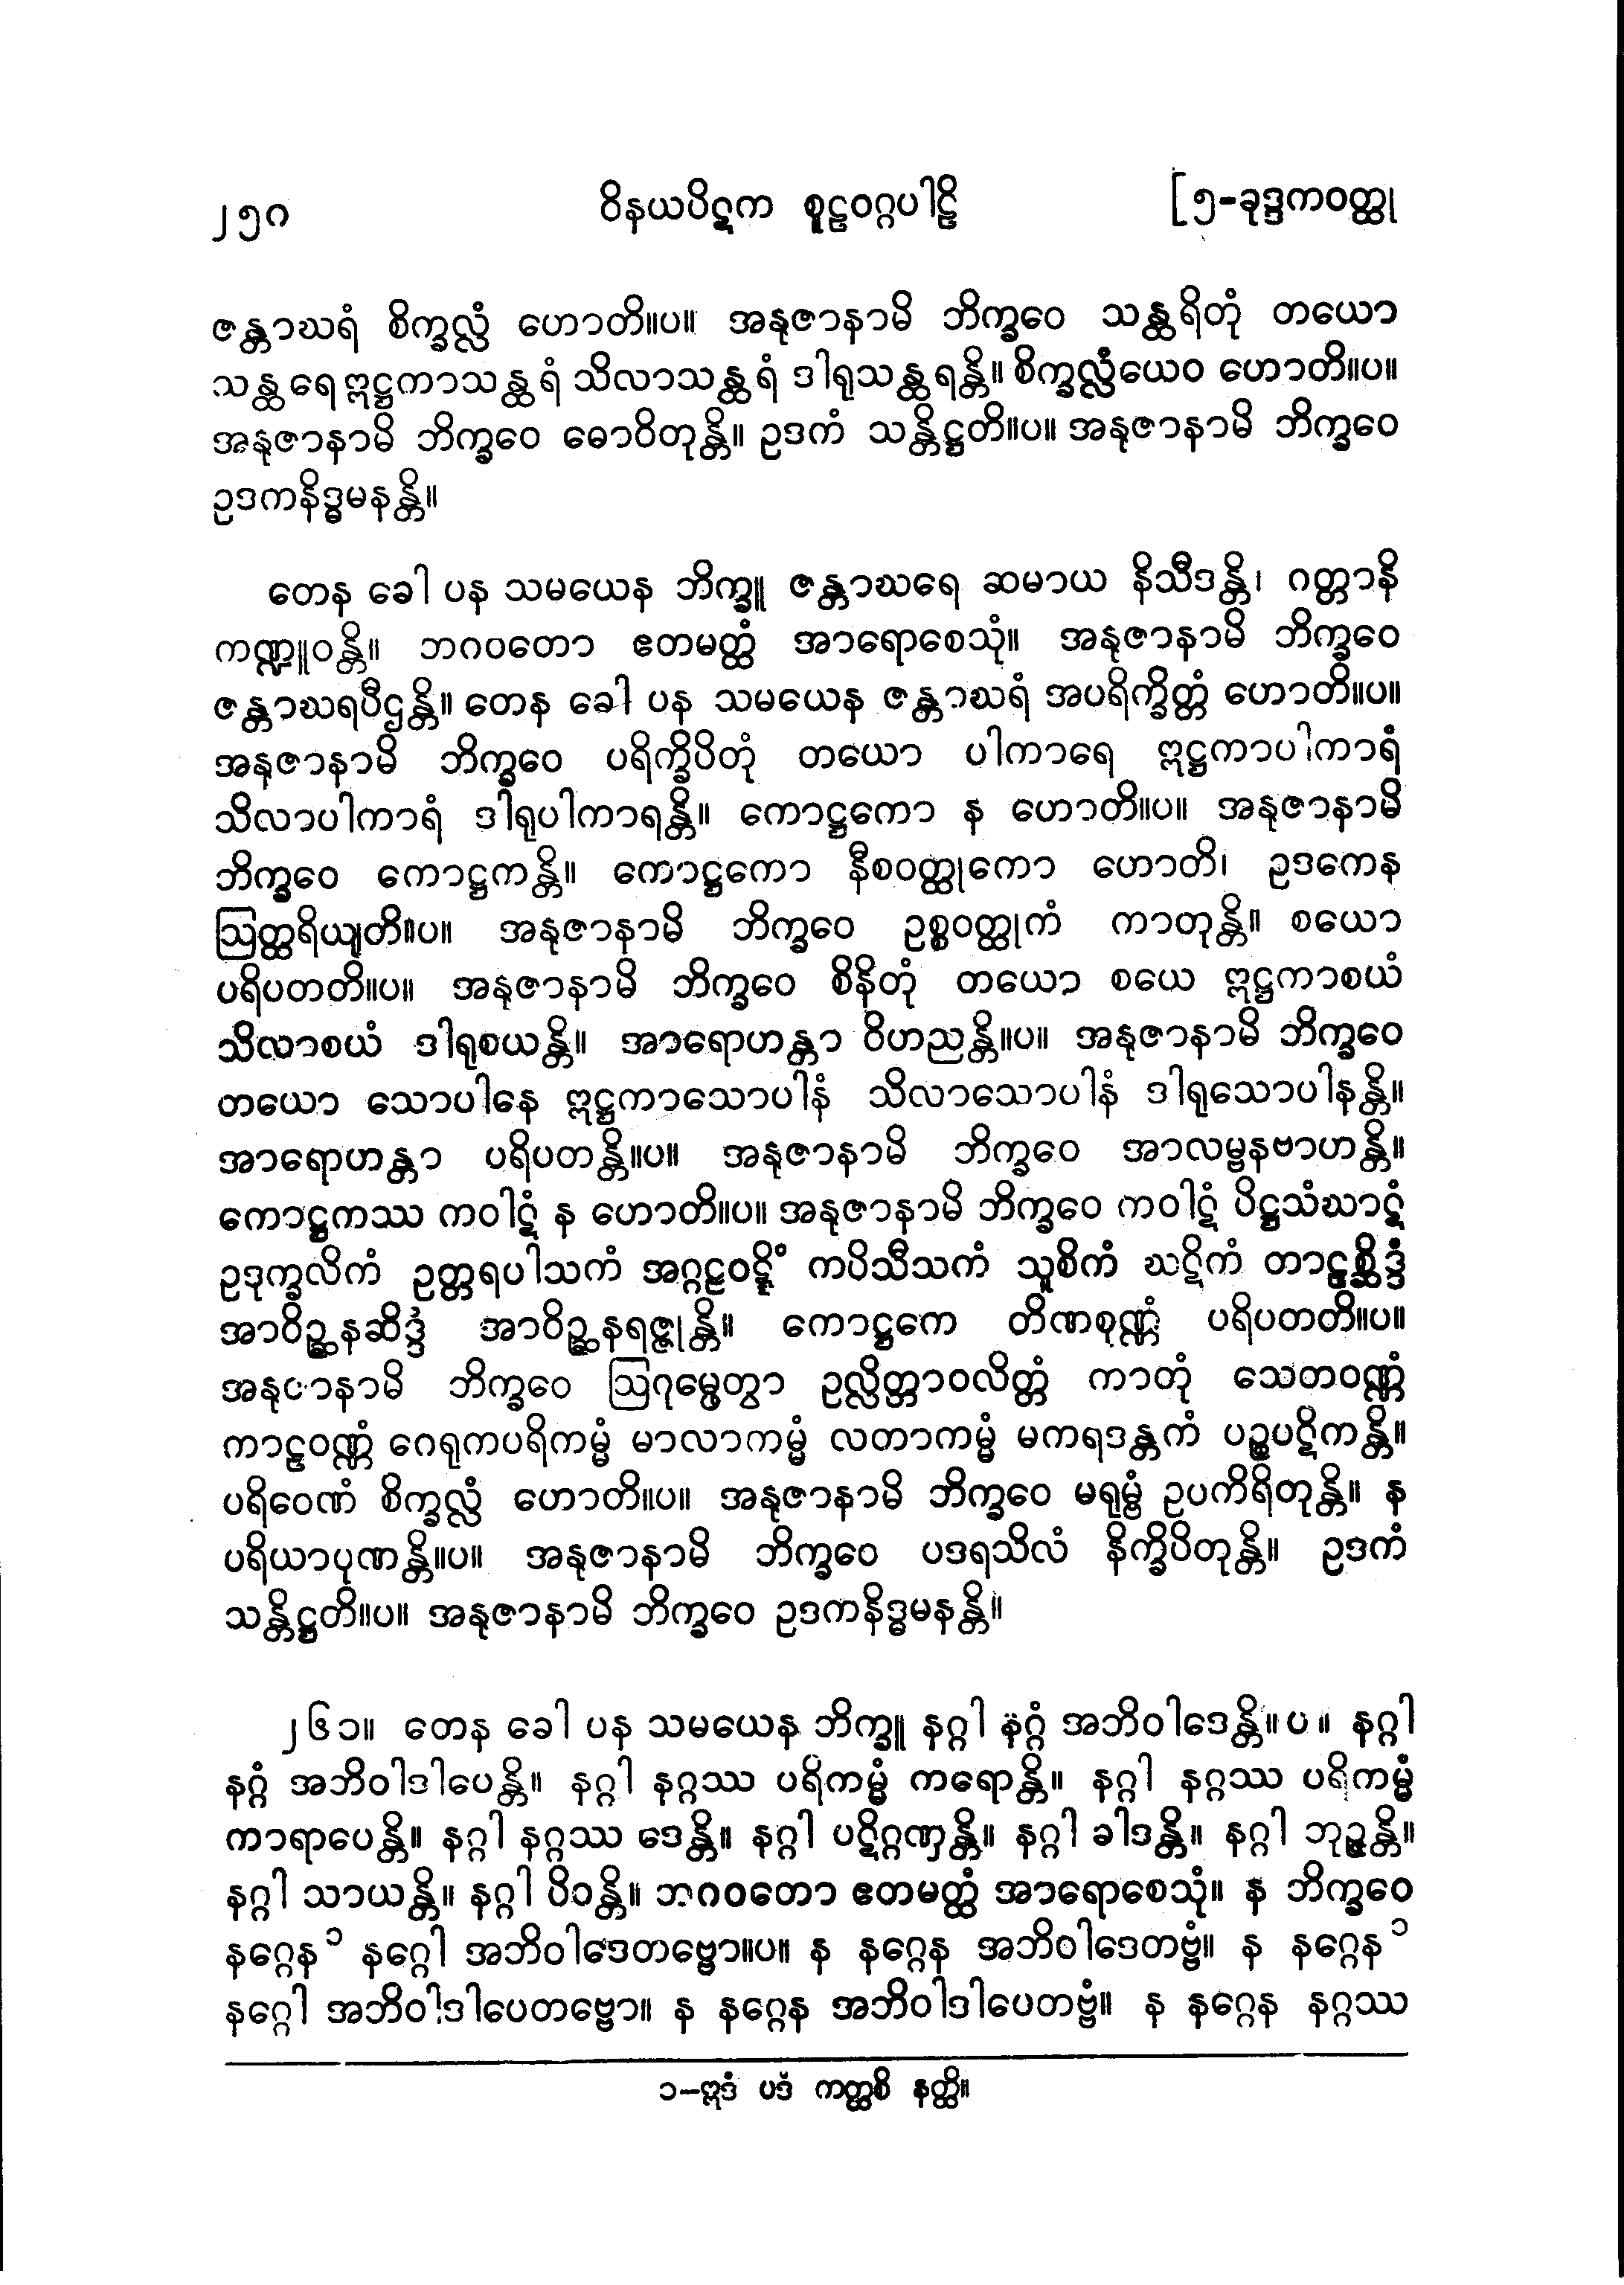 ၂၅၈ ဝိနယပိဋက စူဠဝဂ္ဂပါဠိ [၅-ခုဒ္ဒကဝတ္ထု
ဇန္တာဃရံ စိက္ခလ္လံ ဟောတိ။ပ။ အနုဇာနာမိ ဘိက္ခဝေ သန္ထရိတုံ တယော
သန္ထရေ ဣဋ္ဌကာသန္ထရံ သိလာသန္ထရံ ဒါရုသန္ထရန္တိ။ စိက္ခလ္လံယေဝ ဟောတိ။ပ။
အနုဇာနာမိ ဘိက္ခဝေ ဓောဝိတုန္တိ။ ဥဒကံ သန္တိဋ္ဌတိ။ပ။ အနုဇာနာမိ ဘိက္ခဝေ
ဥဒကနိဒ္ဓမနန္တိ။
တေန ခေါ ပန သမယေန ဘိက္ခူ ဇန္တာဃရေ ဆမာယ နိသီဒန္တိ၊ ဂတ္တာနိ
ကဏ္ဍူဝန္တိ။ ဘဂဝတော ဧတမတ္ထံ အာရောစေသုံ။ အနုဇာနာမိ ဘိက္ခဝေ
ဇန္တာဃရပီဌန္တိ။ တေန ခေါ ပန သမယေန ဇန္တာဃရံ အပရိက္ခိတ္တံ ဟောတိ။ပ။
အနုဇာနာမိ ဘိက္ခဝေ ပရိက္ခိပိတုံ တယော ပါကာရေ ဣဋ္ဌကာပါကာရံ
သိလာပါကာရံ ဒါရုပါကာရန္တိ။ ကောဋ္ဌကော န ဟောတိ။ပ။ အနုဇာနာမိ
ဘိက္ခဝေ ကောဋ္ဌကန္တိ။ ကောဋ္ဌကော နီစဝတ္ထုကော ဟောတိ၊ ဥဒကေန
ဩတ္ထရိယျတိ။ပ။ အနုဇာနာမိ ဘိက္ခဝေ ဥစ္စဝတ္ထုကံ ကာတုန္တိ။ စယော
ပရိပတတိ။ပ။ အနုဇာနာမိ ဘိက္ခဝေ စိနိတုံ တယော စယေ ဣဋ္ဌကာစယံ
သိလာစယံ ဒါရုစယန္တိ။ အာရောဟန္တာ ဝိဟညန္တိ။ပ။ အနုဇာနာမိ ဘိက္ခဝေ
တယော သောပါနေ ဣဋ္ဌကာသောပါနံ သိလာသောပါနံ ဒါရုသောပါနန္တိ။
အာရောဟန္တာ ပရိပတန္တိ။ပ။ အနုဇာနာမိ ဘိက္ခဝေ အာလမ္ဗနဗာဟန္တိ။
ကောဋ္ဌကဿ ကဝါဋံ န ဟောတိ။ပ။ အနုဇာနာမိ ဘိက္ခဝေ ကဝါဋံ ပိဋ္ဌသံဃာဋံ
ဥဒုက္ခလိကံ ဥတ္တရပါသကံ အဂ္ဂဠဝဋ္ဋိံ ကပိသီသကံ သူစိကံ ဃဋိကံ တာဠစ္ဆိဒ္ဒံ
အာဝိဉ္ဆနဆိဒ္ဒံ အာဝိဉ္ဆနရဇ္ဇုန္တိ။ ကောဋ္ဌကေ တိဏစုဏ္ဏံ ပရိပတတိ။ပ။
အနုဇာနာမိ ဘိက္ခဝေ ဩဂုမ္ဖေတွာ ဥလ္လိတ္တာဝလိတ္တံ ကာတုံ သေတဝဏ္ဏံ
ကာဠဝဏ္ဏံ ဂေရုကပရိကမ္မံ မာလာကမ္မံ လတာကမ္မံ မကရဒန္တကံ ပဉ္စပဋိကန္တိ။
ပရိဝေဏံ စိက္ခလ္လံ ဟောတိ။ပ။ အနုဇာနာမိ ဘိက္ခဝေ မရုမ္ဗံ ဥပကိရိတုန္တိ။ န
ပရိယာပုဏန္တိ။ပ။ အနုဇာနာမိ ဘိက္ခဝေ ပဒရသိလံ နိက္ခိပိတုန္တိ။ ဥဒကံ
သန္တိဋ္ဌတိ။ပ။ အနုဇာနာမိ ဘိက္ခဝေ ဥဒကနိဒ္ဓမနန္တိ။
၂၆၁။ တေန ခေါ ပန သမယေန ဘိက္ခူ နဂ္ဂါ နဂ္ဂံ အဘိဝါဒေန္တိ။ပ။ နဂ္ဂါ
နဂ္ဂံ အဘိဝါဒါပေန္တိ။ နဂ္ဂါ နဂ္ဂဿ ပရိကမ္မံ ကရောန္တိ။ နဂ္ဂါ နဂ္ဂဿ ပရိကမ္မံ
ကာရာပေန္တိ။ နဂ္ဂါ နဂ္ဂဿ ဒေန္တိ။ နဂ္ဂါ ပဋိဂ္ဂဏှန္တိ။ နဂ္ဂါ ခါဒန္တိ။ နဂ္ဂါ ဘုဉ္ဇန္တိ။
နဂ္ဂါ သာယန္တိ။ နဂ္ဂါ ပိဝန္တိ။ ဘဂဝတော ဧတမတ္ထံ အာရောစေသုံ။ န ဘိက္ခဝေ
နဂ္ဂေန၁ နဂ္ဂေါ အဘိဝါဒေတဗ္ဗော။ပ။ န နဂ္ဂေန အဘိဝါဒေတဗ္ဗံ။ န နဂ္ဂေန၁
နဂ္ဂေါ အဘိဝါဒါပေတဗ္ဗော။ န နဂ္ဂေန အဘိဝါဒါပေတဗ္ဗံ။ န နဂ္ဂေန နဂ္ဂဿ
၁-ဣဒံ ပဒံ ကတ္ထစိ နတ္ထိ။